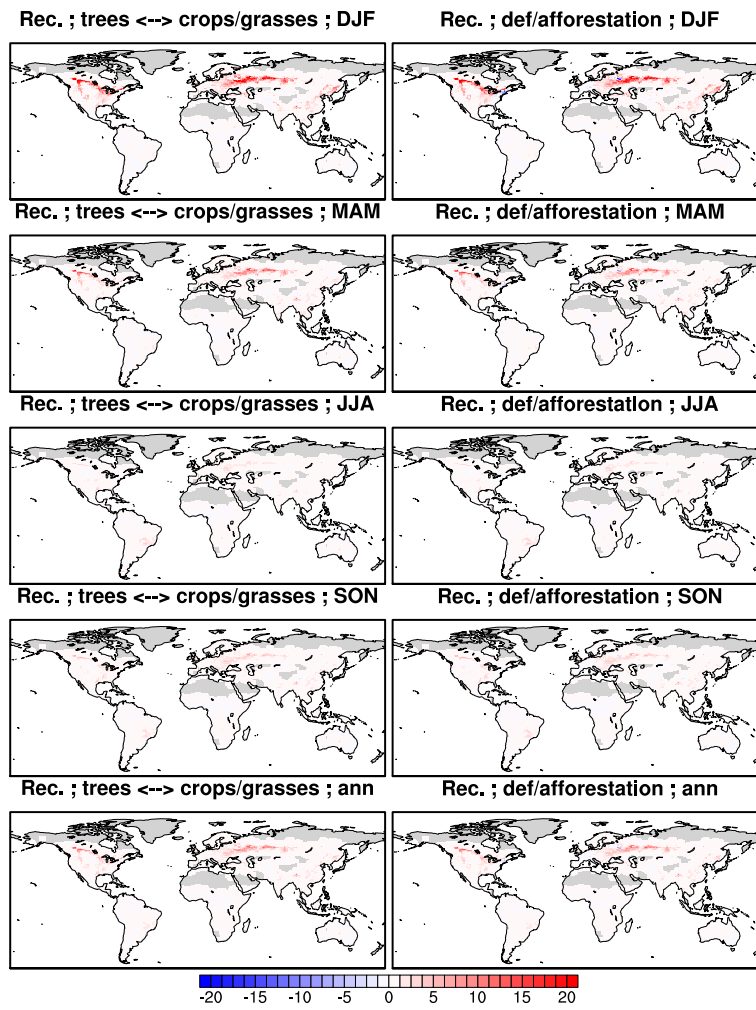 Rec. ; trees <--> crops/grasses ; DJF
Rec. ; def/afforestation ; DJF
Rec. ; trees <--> crops/grasses ; MAM
Rec. ; def/afforestation ; MAM
Rec. ; trees <--> crops/grasses ; JJA
Rec. ; def/afforestation ; JJA
Rec. ; trees <--> crops/grasses ; SON
Rec. ; def/afforestation ; SON
Rec. ; trees <--> crops/grasses ; ann
Rec. ; def/afforestation ; ann
-20 -15 -10 -5 0 5 10 15 20